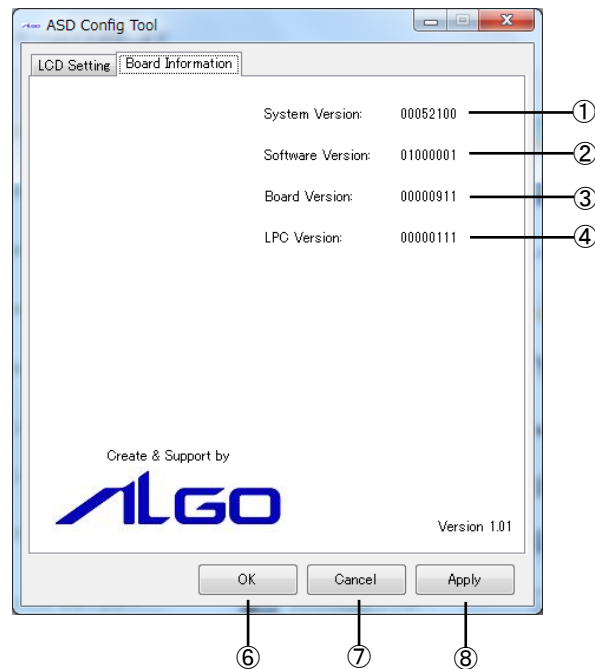 ASD Config Tool
LCD Setting Board Information
System Version: 00052100 ①
Software Version: 01000001 ②
Board Version: 00000911 ③
LPC Version: 00000111 ④
Create & Support by
ALGO
Version 1.01
OK Cancel Apply
⑥ ⑦ ⑧